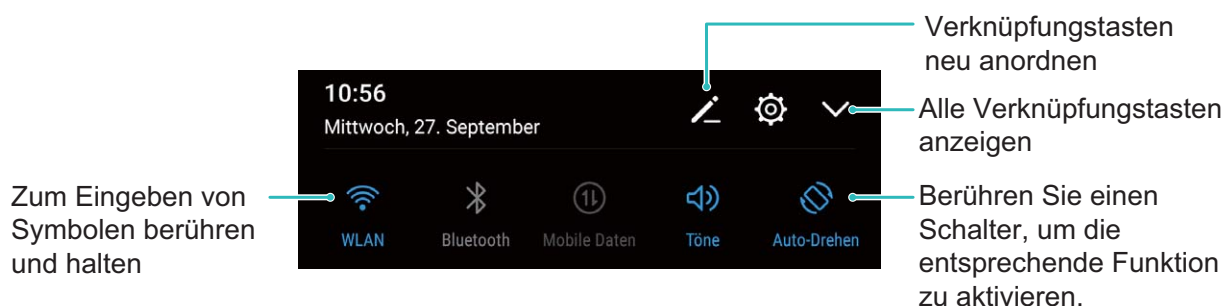 Verknüpfungstasten
neu anordnen
10:56
Mittwoch, 27. September
Alle Verknüpfungstasten
anzeigen
Zum Eingeben von
Symbolen berühren
und halten
WLAN
Bluetooth
Mobile Daten
Töne
Auto-Drehen
Berühren Sie einen
Schalter, um die
entsprechende Funktion
zu aktivieren.